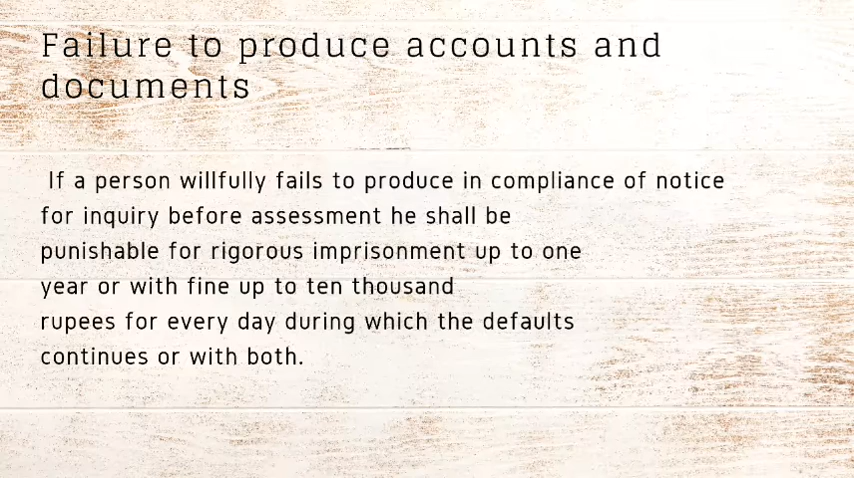 Failure to produce accounts and
documents
If a person willfully fails to produce in compliance of notice
for inquiry before assessment he shall be
punishable for rigorous imprisonment up to one
year or with fine up to ten thousand
rupees for every day during which the defaults
continues or with both.